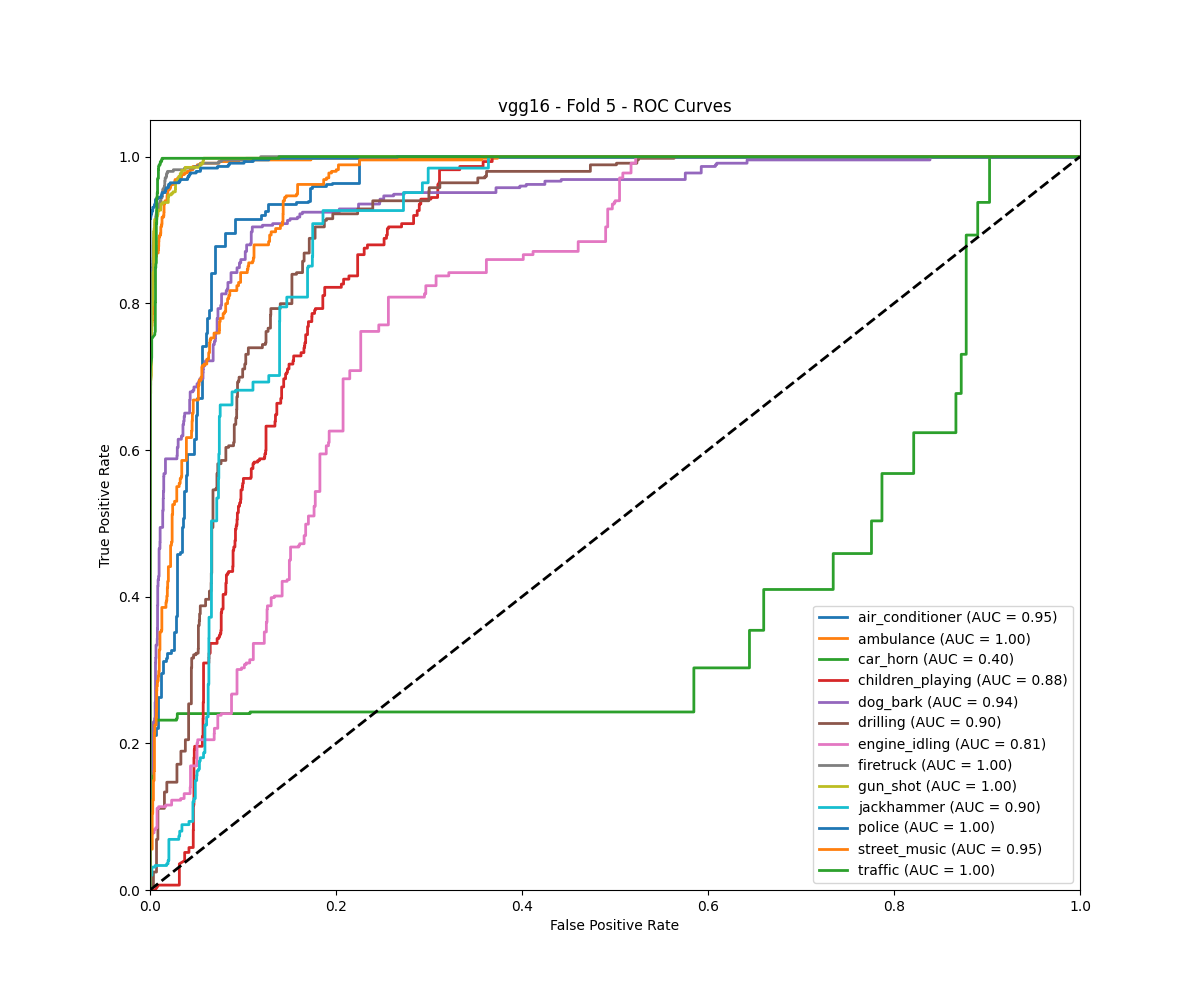 vgg16 - Fold 5 - ROC Curves
1.0
0.8
0.6
0.4
0.2
0.0
True Positive Rate
0.0 0.2 0.4 0.6 0.8 1.0
False Positive Rate
air_conditioner (AUC = 0.95)
ambulance (AUC = 1.00)
car_horn (AUC = 0.40)
children_playing (AUC = 0.88)
dog_bark (AUC = 0.94)
drilling (AUC = 0.90)
engine_idling (AUC = 0.81)
firetruck (AUC = 1.00)
gun_shot (AUC = 1.00)
jackhammer (AUC = 0.90)
police (AUC = 1.00)
street_music (AUC = 0.95)
traffic (AUC = 1.00)